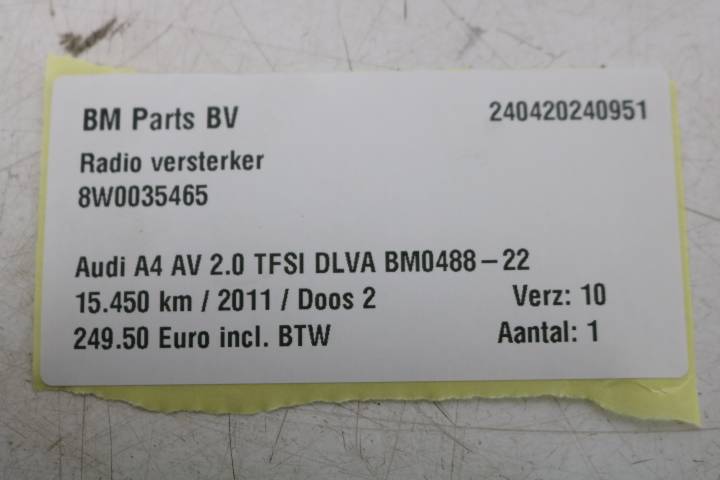 BM Parts BV 240420240951
Radio versterker
8W0035465
Audi A4 AV 2.0 TFSI DLVA BM0488-22
15.450 km / 2011 / Doos 2 Verz: 10
249.50 Euro incl. BTW Aantal: 1